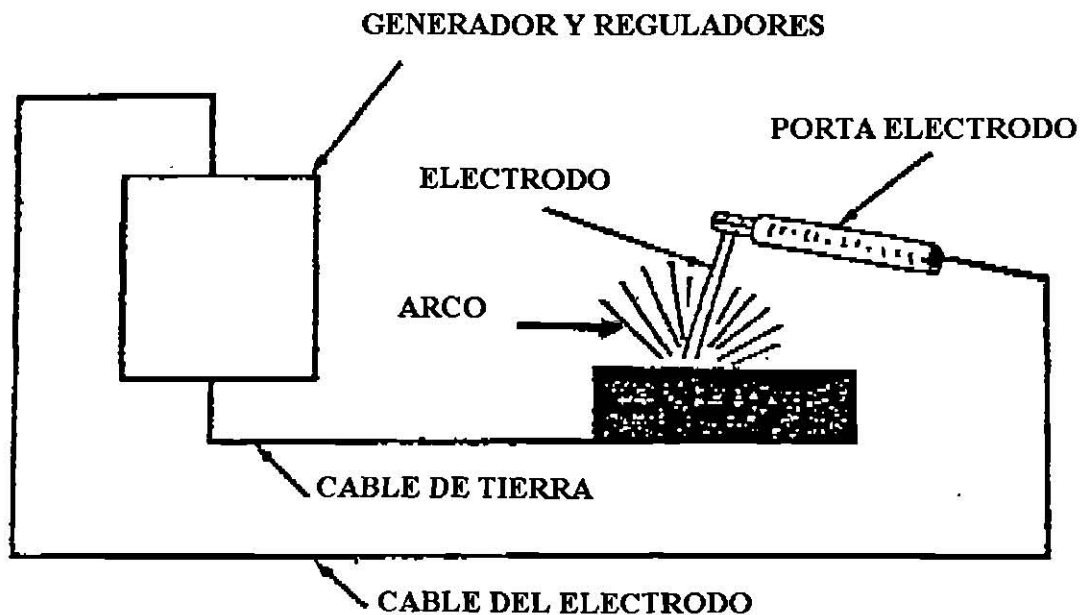 GENERADOR Y REGULADORES
PORTA ELECTRODO
ELECTRODO
ARCO
CABLE DE TIERRA
CABLE DEL ELECTRODO